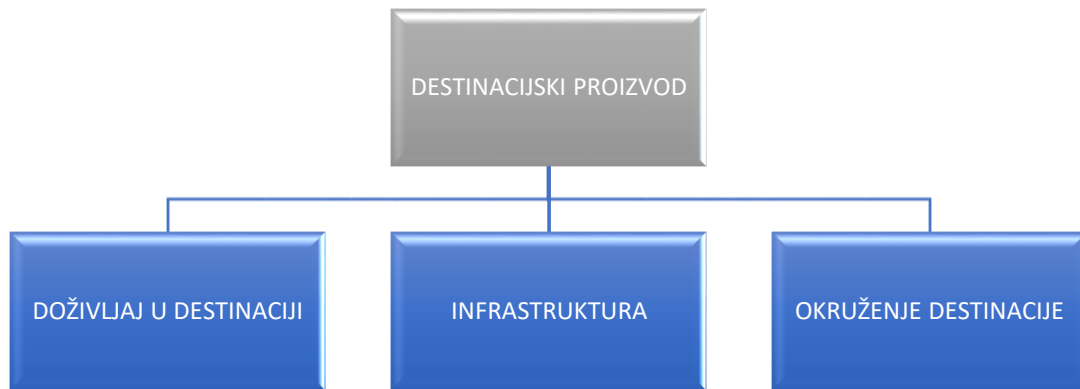 DESTINACIJSKI PROIZVOD
DOŽIVLJAJ U DESTINACIJI
INFRASTRUKTURA
OKRUŽENJE DESTINACIJE